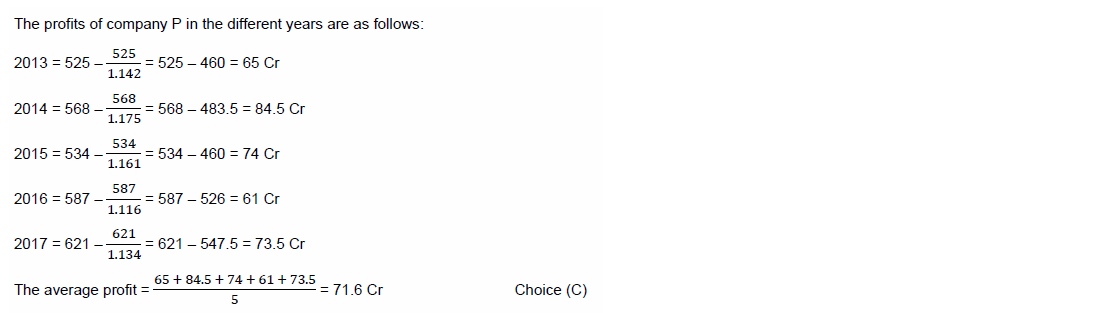 The profits of company P in the different years are as follows:
2013 = 525 – 525/1.142 = 525 – 460 = 65 Cr
2014 = 568 – 568/1.175 = 568 – 483.5 = 84.5 Cr
2015 = 534 – 534/1.161 = 534 – 460 = 74 Cr
2016 = 587 – 587/1.116 = 587 – 526 = 61 Cr
2017 = 621 – 621/1.134 = 621 – 547.5 = 73.5 Cr
The average profit = (65 + 84.5 + 74 + 61 + 73.5)/5 = 71.6 Cr Choice (C)